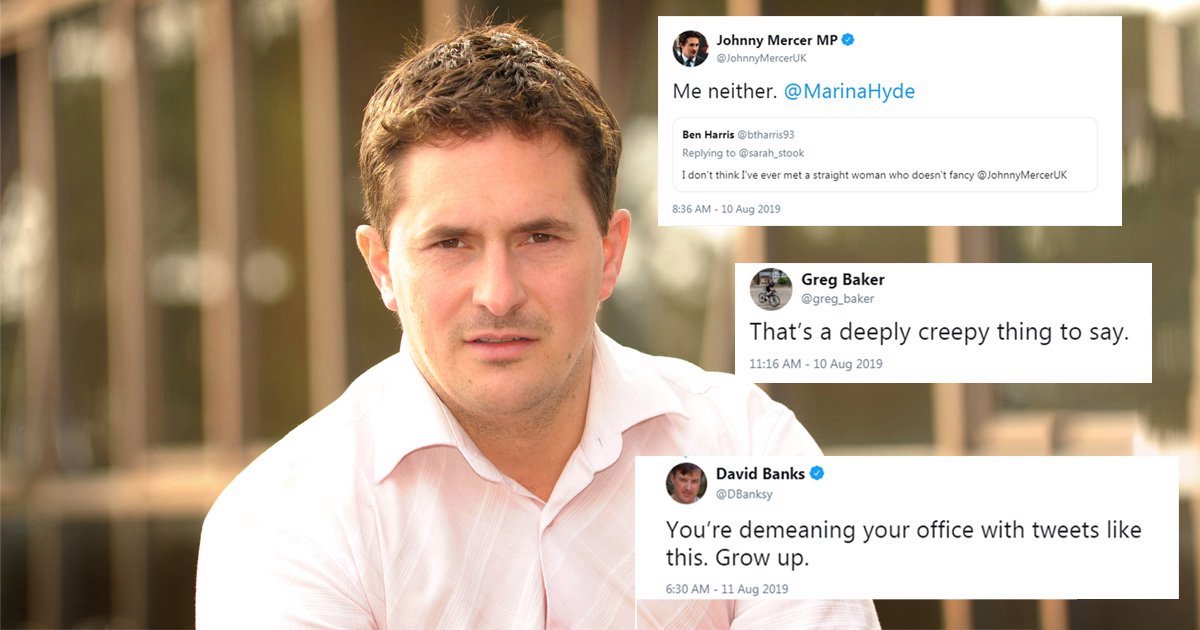 Johnny Mercer MP
@JohnnyMercerUK
Me neither. @MarinaHyde
Ben Harris @btharris93
Replying to @sarah_stook
I don't think I've ever met a straight woman who doesn't fancy @JohnnyMercerUK
8:36 AM - 10 Aug 2019
Greg Baker
@greg_baker
That's a deeply creepy thing to say.
11:16 AM - 10 Aug 2019
David Banks
@DBanksy
You're demeaning your office with tweets like
this. Grow up.
6:30 AM - 11 Aug 2019